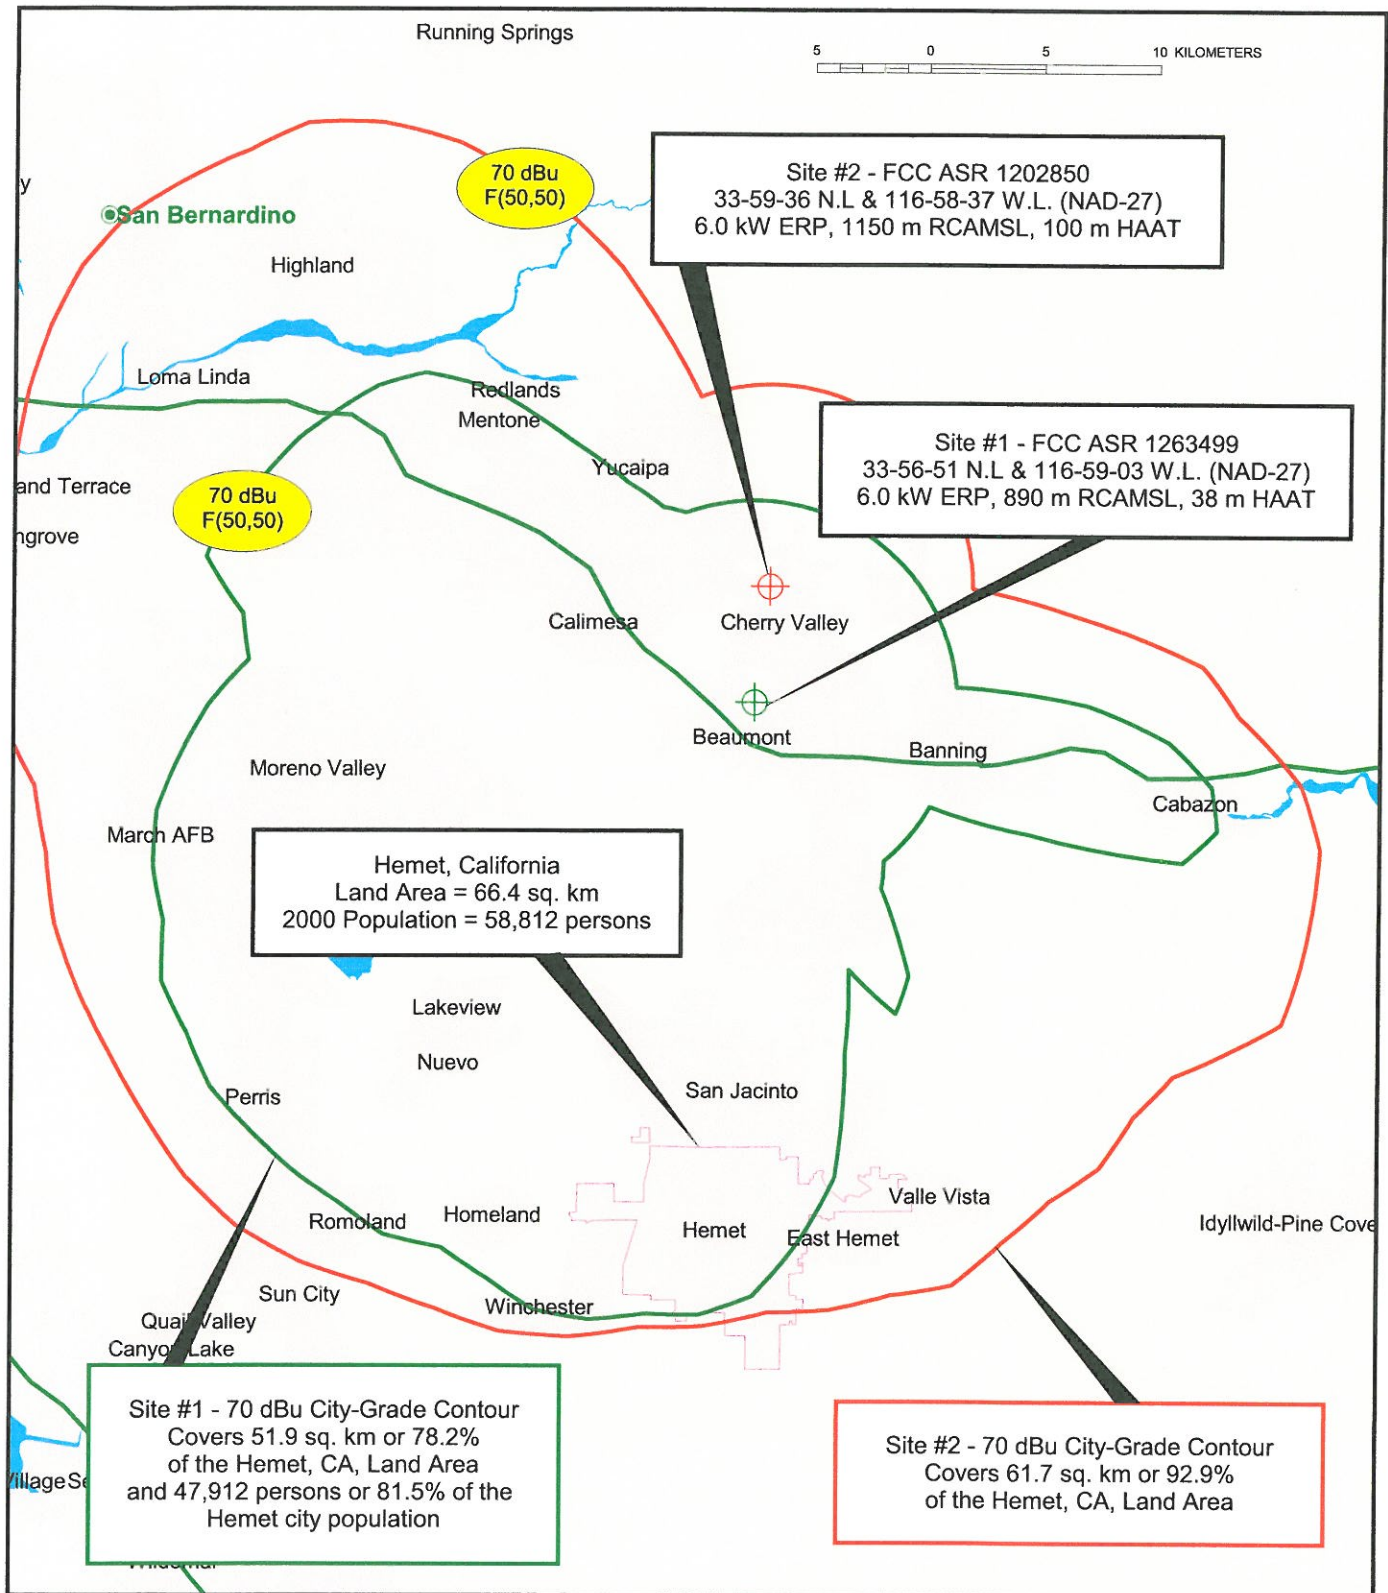 Running Springs
5 0 5 10 KILOMETERS
70 dBu
F(50,50)
Site #2 - FCC ASR 1202850
33-59-36 N.L & 116-58-37 W.L. (NAD-27)
6.0 kW ERP, 1150 m RCAMSL, 100 m HAAT
y
San Bernardino
Highland
Loma Linda
Redlands
Mentone
Yucaipa
Site #1 - FCC ASR 1263499
33-56-51 N.L & 116-59-03 W.L. (NAD-27)
6.0 kW ERP, 890 m RCAMSL, 38 m HAAT
and Terrace
70 dBu
F(50,50)
ngrove
Calimesa
Cherry Valley
Beaumont
Banning
Moreno Valley
Cabazon
March AFB
Hemet, California
Land Area = 66.4 sq. km
2000 Population = 58,812 persons
Lakeview
Nuevo
San Jacinto
Perris
Valle Vista
Romoland
Homeland
Hemet
East Hemet
Idyllwild-Pine Cove
Sun City
Winchester
Quail Valley
Canyon Lake
Site #1 - 70 dBu City-Grade Contour
Covers 51.9 sq. km or 78.2%
of the Hemet, CA, Land Area
and 47,912 persons or 81.5% of the
Hemet city population
Site #2 - 70 dBu City-Grade Contour
Covers 61.7 sq. km or 92.9%
of the Hemet, CA, Land Area
Village Se